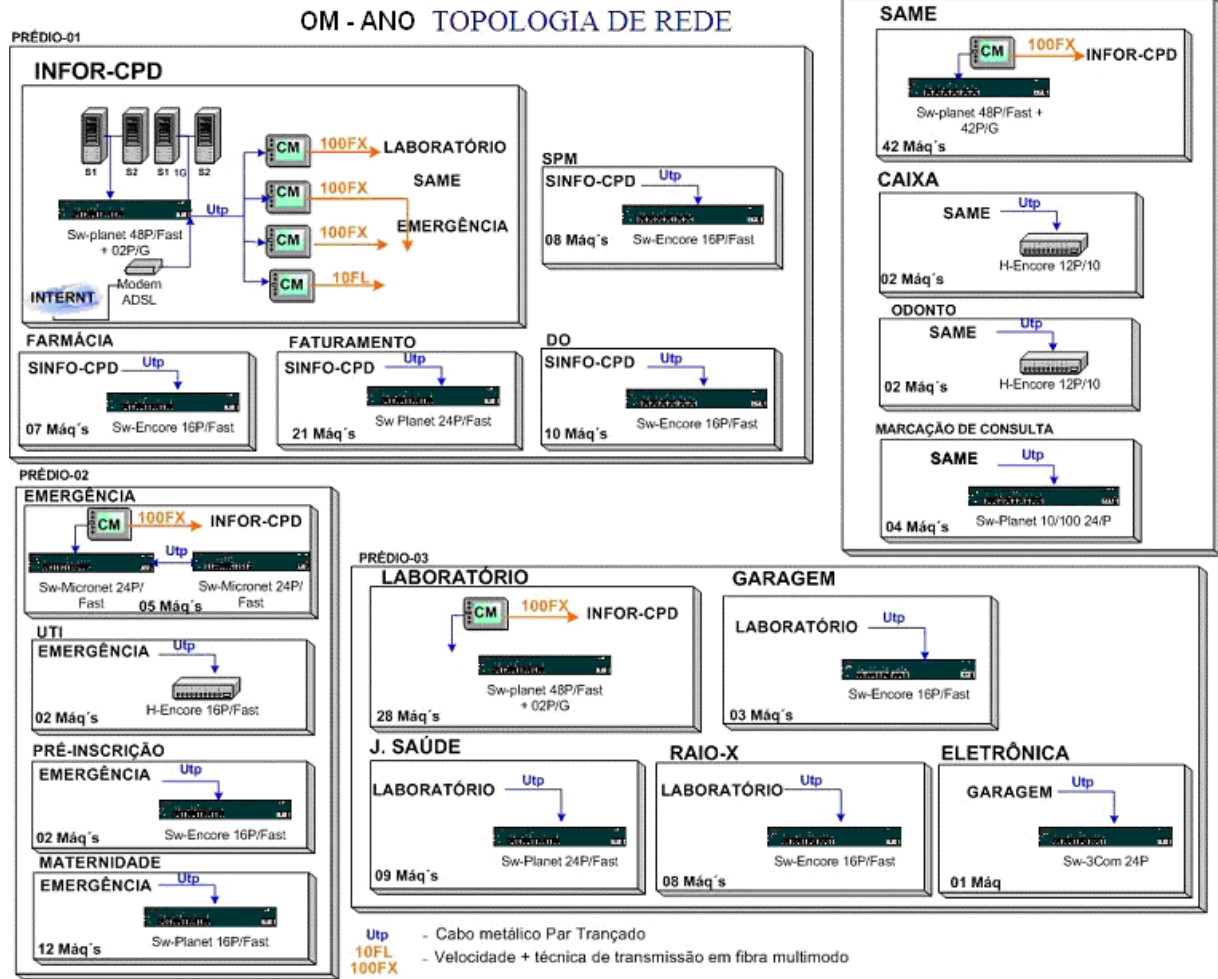 OM - ANO TOPOLOGIA DE REDE
PRÉDIO-01
INFOR-CPD
S1 S2 S1 1G S2
Sw-planet 48P/Fast
+ 02P/G
Utp
Modem
ADSL
INTERNT
CM 100FX LABORATÓRIO
SAME
CM 100FX
EMERGÊNCIA
CM 100FX
CM 10FL
SPM
SINFO-CPD Utp
08 Máq´s Sw-Encore 16P/Fast
FARMÁCIA
SINFO-CPD Utp
07 Máq´s Sw-Encore 16P/Fast
FATURAMENTO
SINFO-CPD Utp
21 Máq´s Sw Planet 24P/Fast
DO
SINFO-CPD Utp
10 Máq´s Sw-Encore 16P/Fast
SAME
CM 100FX INFOR-CPD
Sw-planet 48P/Fast +
42P/G
42 Máq´s
CAIXA
SAME Utp
02 Máq´s H-Encore 12P/10
ODONTO
SAME Utp
02 Máq´s H-Encore 12P/10
MARCAÇÃO DE CONSULTA
SAME Utp
04 Máq´s Sw-Planet 10/100 24/P
PRÉDIO-02
EMERGÊNCIA
CM 100FX INFOR-CPD
Utp
Sw-Micronet 24P/
Fast
Sw-Micronet 24P/
Fast
05 Máq´s
UTI
EMERGÊNCIA Utp
02 Máq´s H-Encore 16P/Fast
PRÉ-INSCRIÇÃO
EMERGÊNCIA Utp
02 Máq´s Sw-Encore 16P/Fast
MATERNIDADE
EMERGÊNCIA Utp
12 Máq´s Sw-Planet 16P/Fast
PRÉDIO-03
LABORATÓRIO
CM 100FX INFOR-CPD
Sw-planet 48P/Fast
+ 02P/G
28 Máq´s
GARAGEM
LABORATÓRIO Utp
Sw-Encore 16P/Fast
03 Máq´s
J. SAÚDE
LABORATÓRIO Utp
Sw-Planet 24P/Fast
09 Máq´s
RAIO-X
LABORATÓRIO Utp
Sw-Encore 16P/Fast
08 Máq´s
ELETRÔNICA
GARAGEM Utp
Sw-3Com 24P
01 Máq
Utp - Cabo metálico Par Trançado
10FL
100FX - Velocidade + técnica de transmissão em fibra multimodo